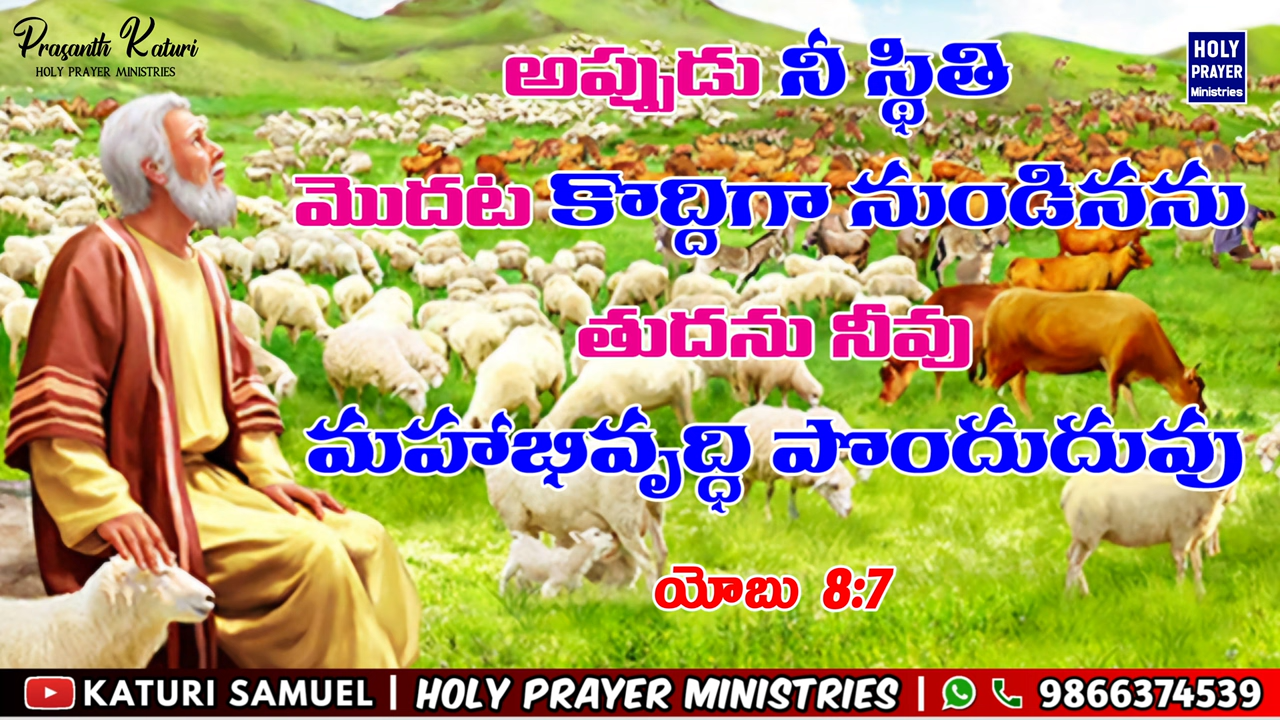 Prasanth Katuri
HOLY PRAYER MINISTRIES
HOLY
PRAYER
Ministries
అప్పుడు నీ స్థితి
మొదట కొద్దిగా నుండినను
తుదను నీవు
మహాభివృద్ధి పొందుదువు
యోబు 8:7
KATURI SAMUEL | HOLY PRAYER MINISTRIES | 9866374539